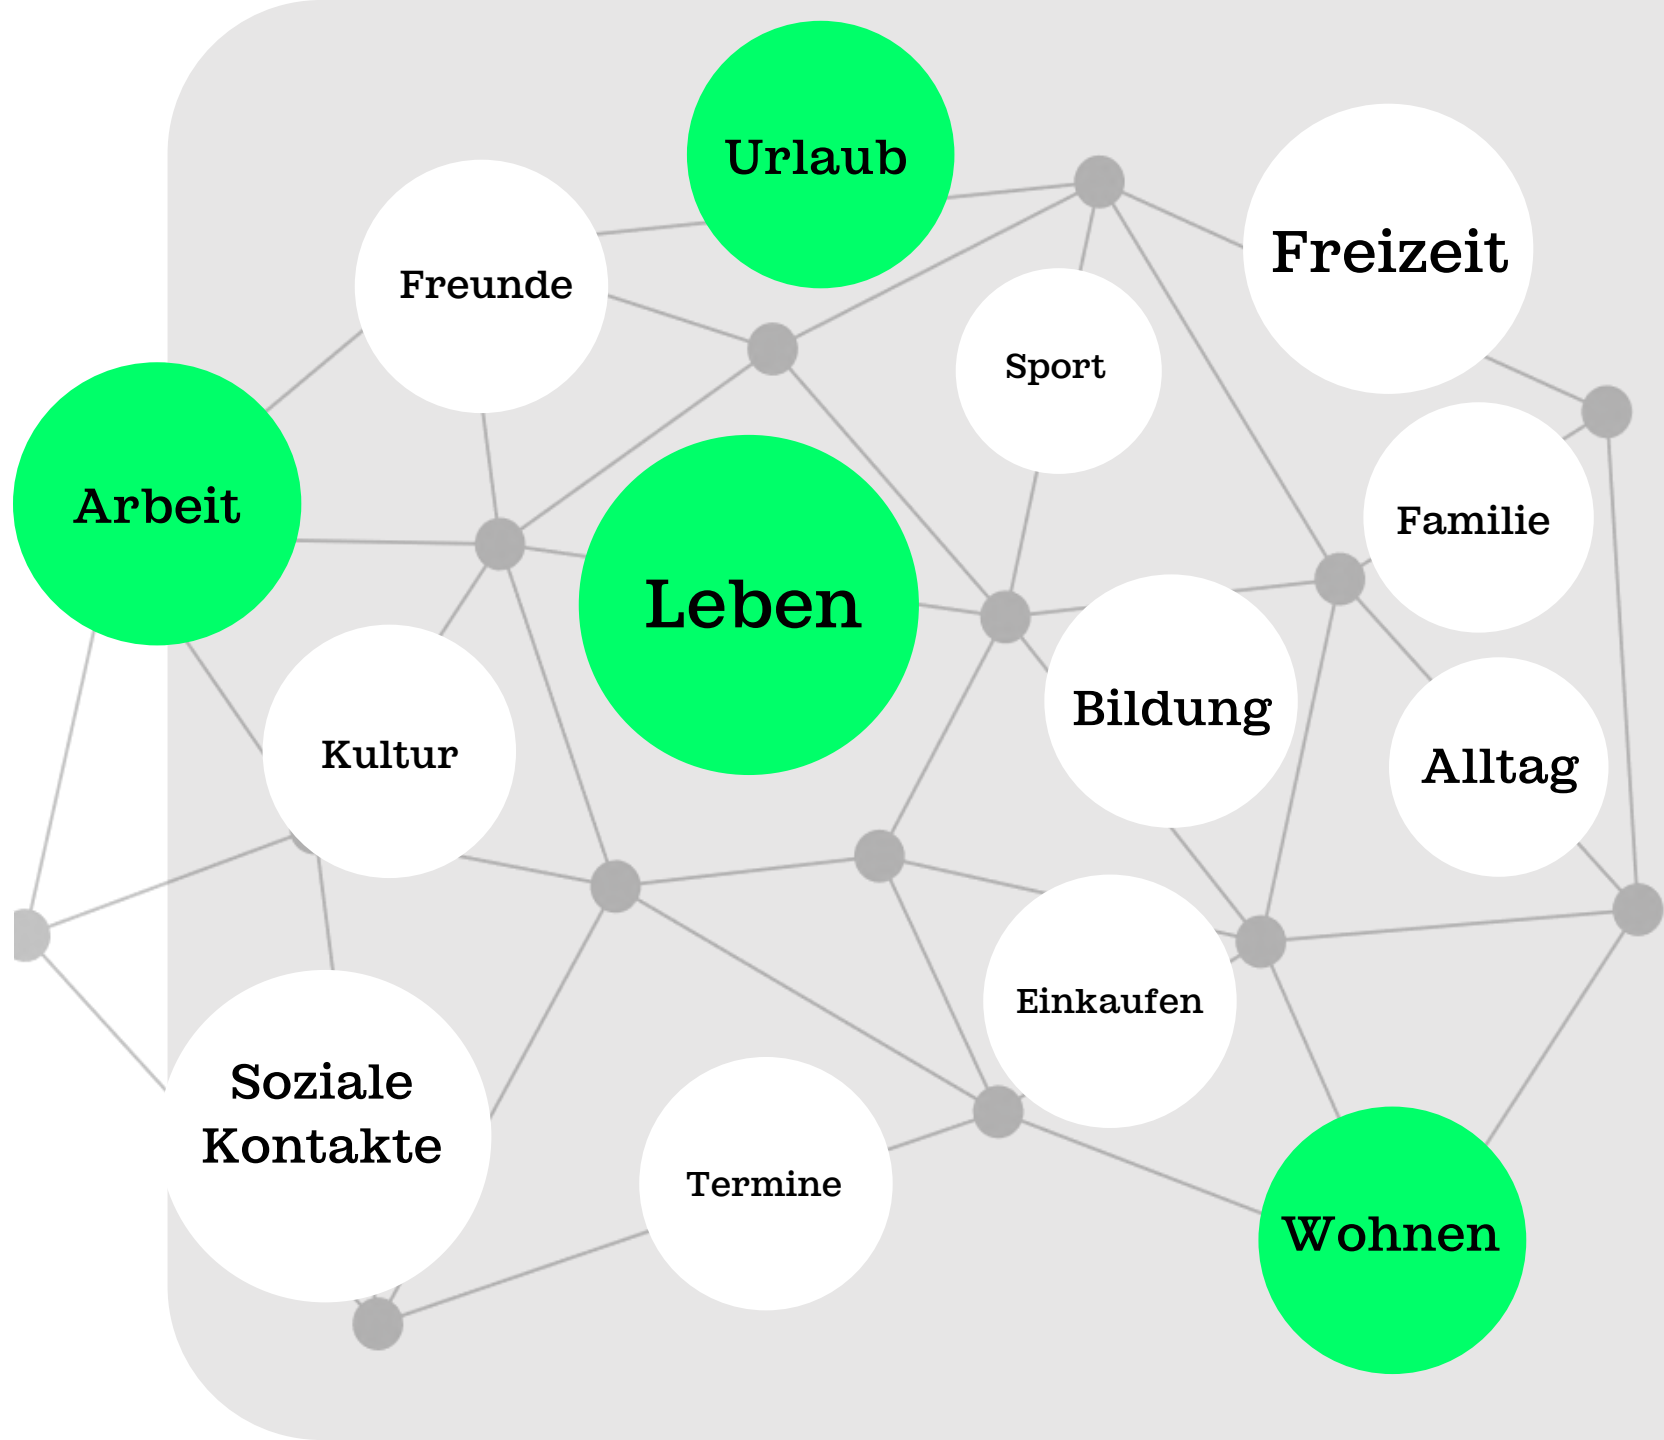 Urlaub
Freizeit
Freunde
Sport
Arbeit
Familie
Leben
Bildung
Kultur
Alltag
Einkaufen
Soziale
Kontakte
Termine
Wohnen